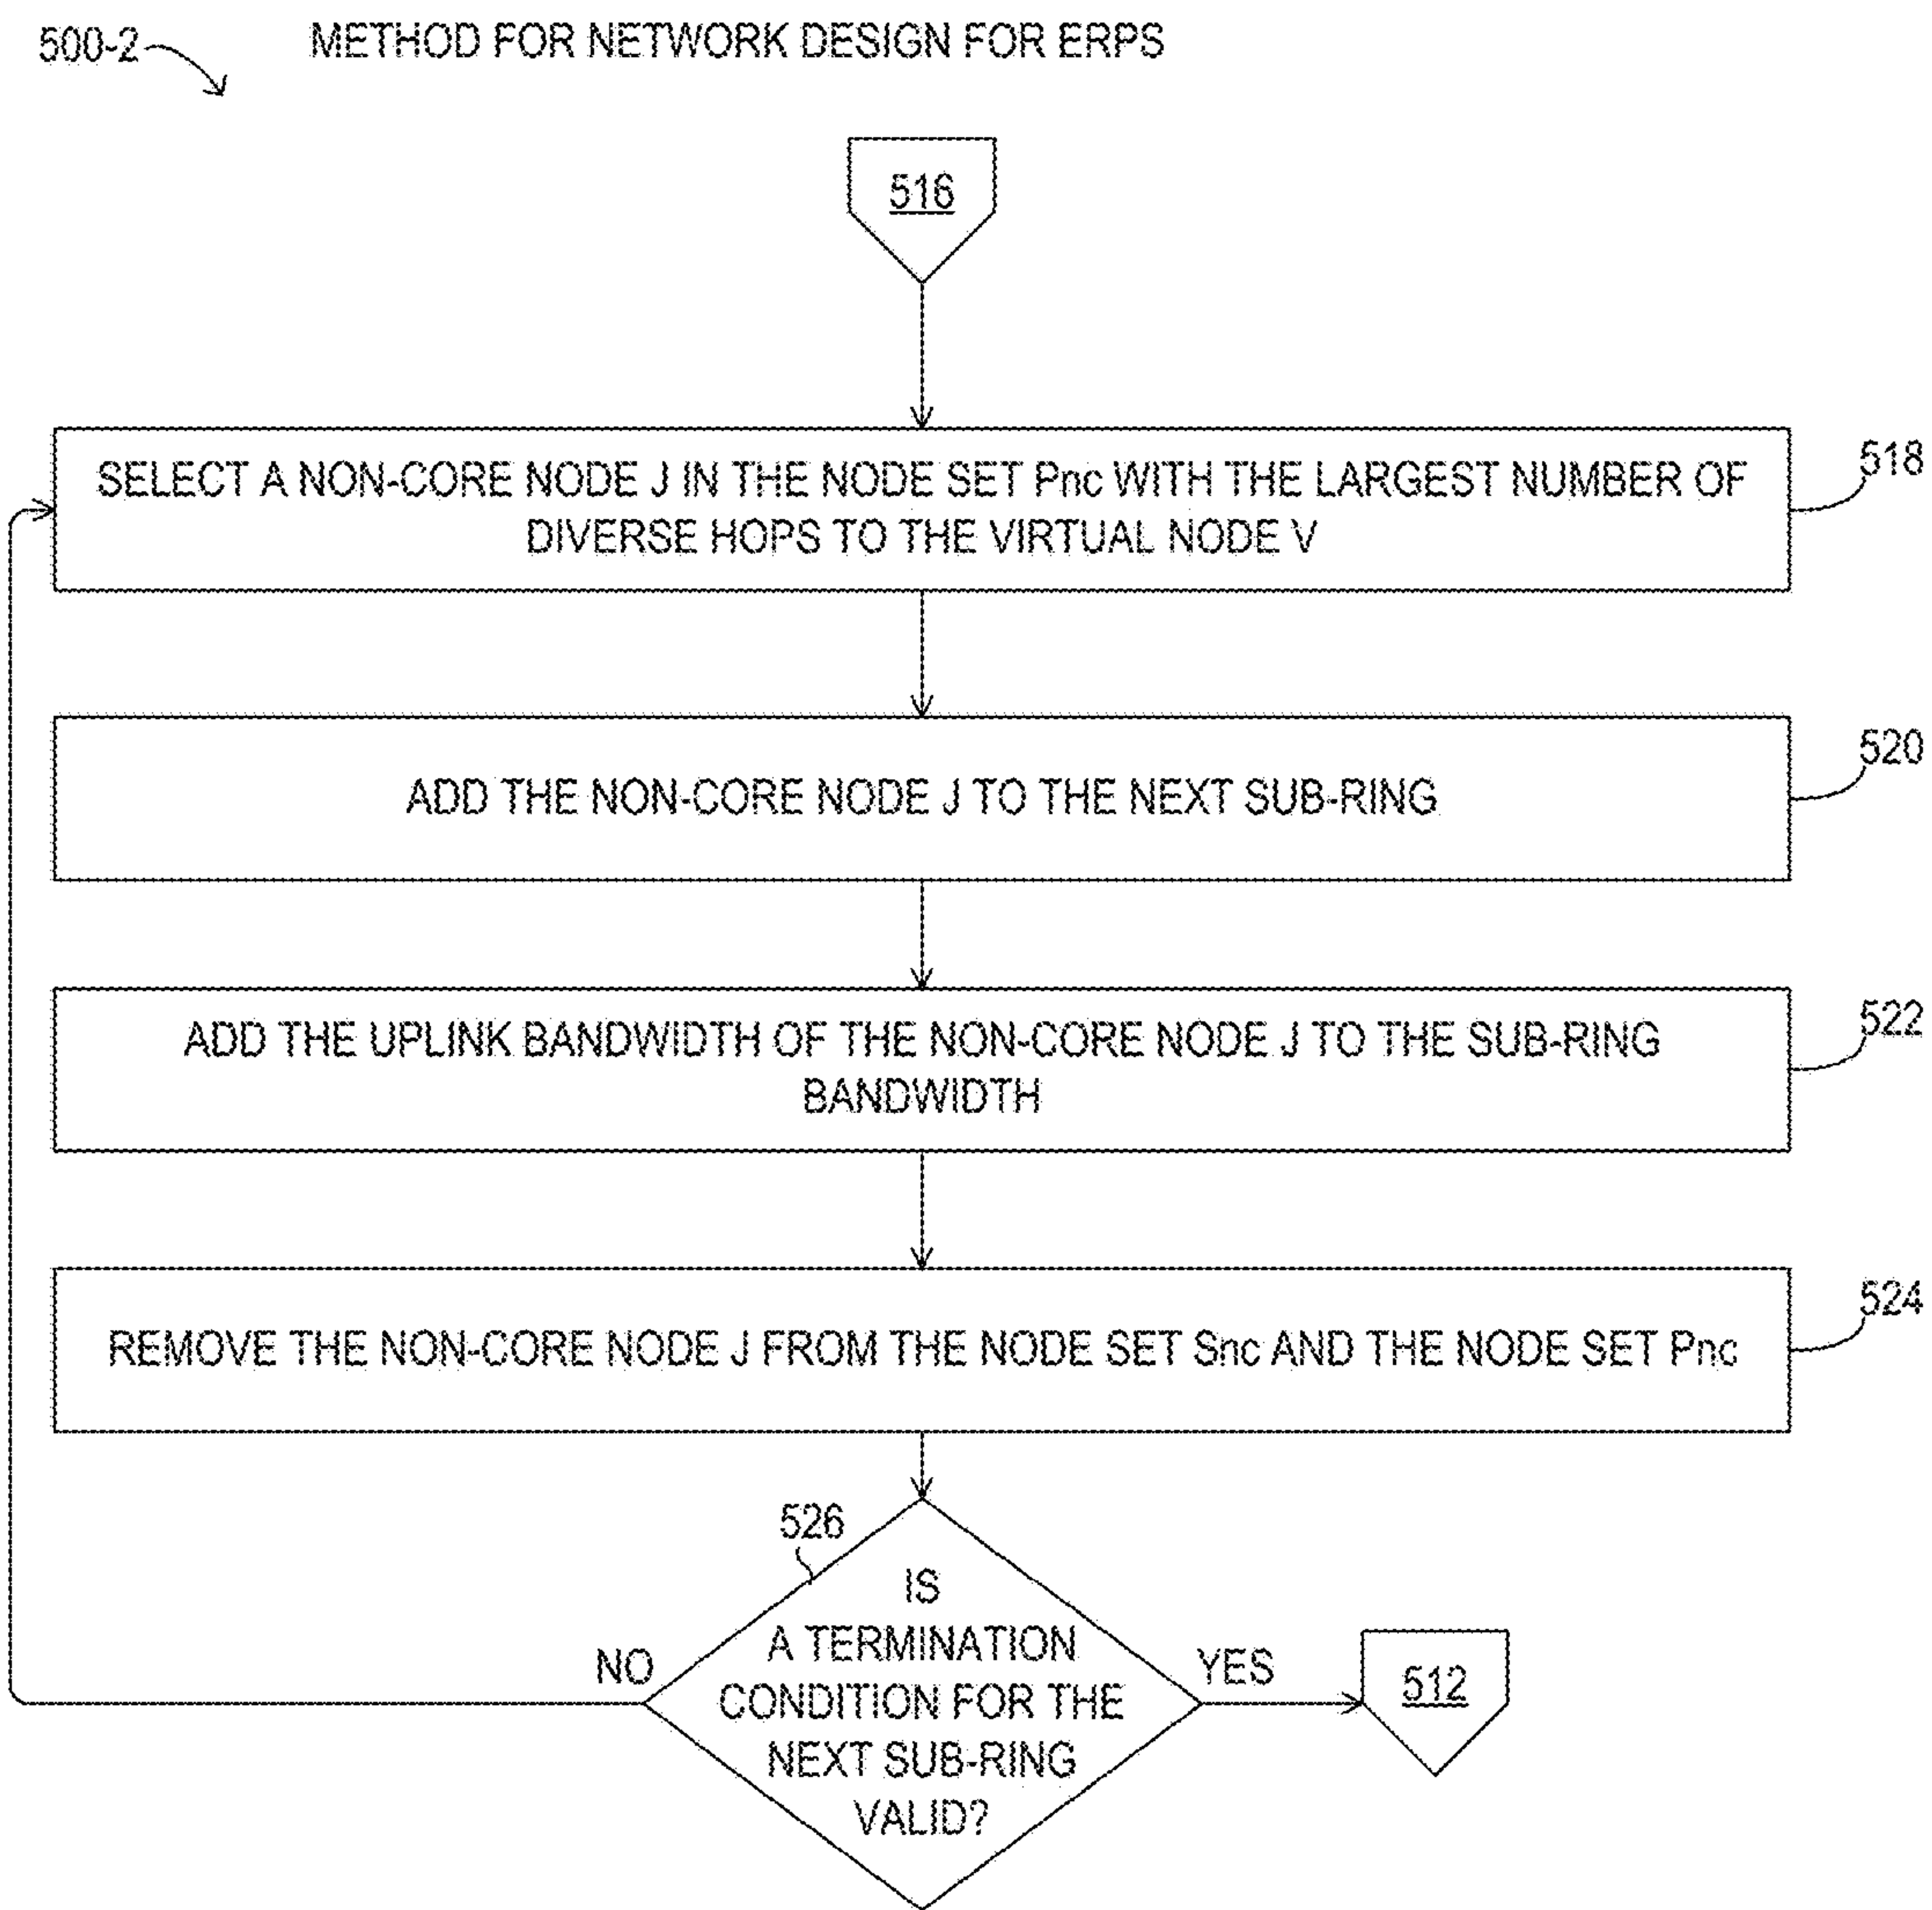 500-2
METHOD FOR NETWORK DESIGN FOR ERPS
516
SELECT A NON-CORE NODE J IN THE NODE SET Pnc WITH THE LARGEST NUMBER OF
DIVERSE HOPS TO THE VIRTUAL NODE V
518
ADD THE NON-CORE NODE J TO THE NEXT SUB-RING
520
ADD THE UPLINK BANDWIDTH OF THE NON-CORE NODE J TO THE SUB-RING
BANDWIDTH
522
REMOVE THE NON-CORE NODE J FROM THE NODE SET Snc AND THE NODE SET Pnc
524
526
IS
A TERMINATION
CONDITION FOR THE
NEXT SUB-RING
VALID?
NO
YES
512